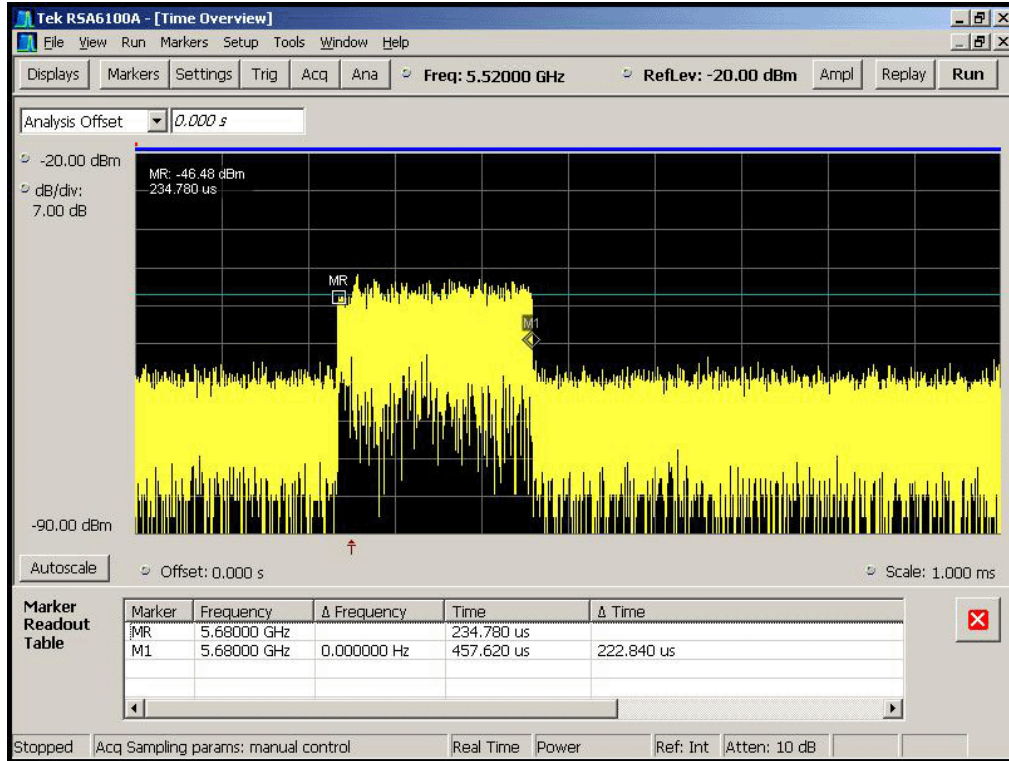 Tek RSA6100A - [Time Overview]
File View Run Markers Setup Tools Window Help
Displays Markers Settings Trig Acq Ana Freq: 5.52000 GHz RefLev: -20.00 dBm Ampl Replay Run
Analysis Offset 0.000 s
-20.00 dBm
MR: -46.48 dBm
234.780 us
dB/div:
7.00 dB
MR
M1
-90.00 dBm
Autoscale Offset: 0.000 s Scale: 1.000 ms
Marker Readout Table
Marker Frequency Δ Frequency Time Δ Time
MR 5.68000 GHz 234.780 us
M1 5.68000 GHz 0.000000 Hz 457.620 us 222.840 us
Stopped Acq Sampling params: manual control Real Time Power Ref: Int Atten: 10 dB